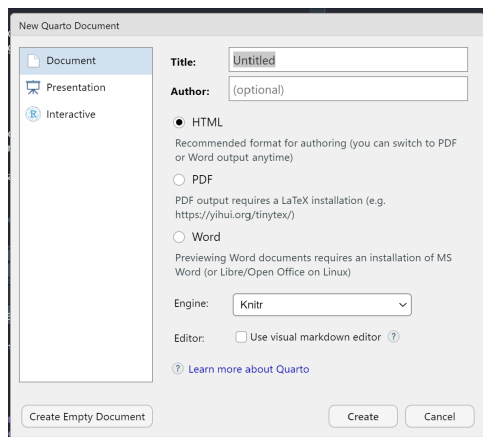 New Quarto Document
Document
Presentation
R Interactive
Title: Untitled
Author: (optional)
HTML
Recommended format for authoring (you can switch to PDF
or Word output anytime)
PDF
PDF output requires a LaTeX installation (e.g.
https://yihui.org/tinytex/)
Word
Previewing Word documents requires an installation of MS
Word (or Libre/Open Office on Linux)
Engine: Knitr
Editor: Use visual markdown editor ?
? Learn more about Quarto
Create Empty Document Create Cancel